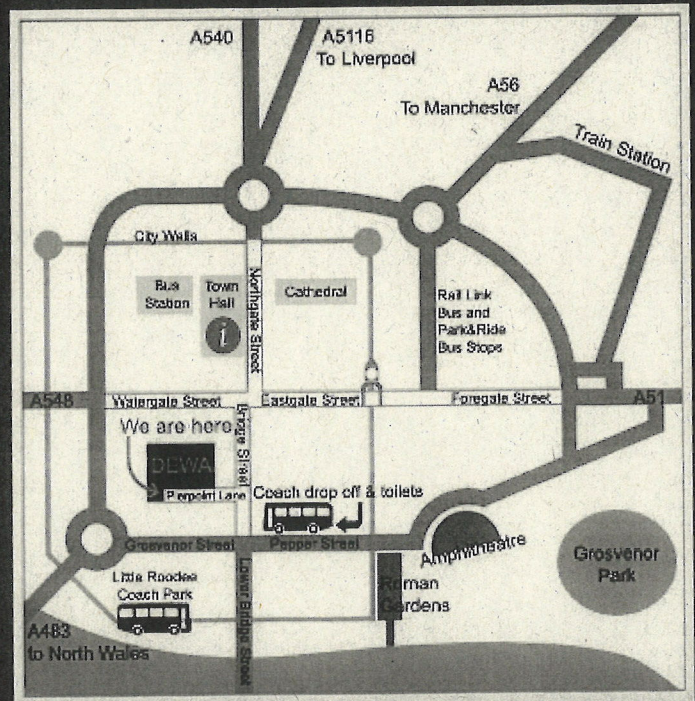 A540
A5116
To Liverpool
A56
To Manchester
Train Station
City Walls
Bus
Station
Town
Hall
i
Cathedral
Northgate Street
Rail Link
Bus and
Park&Ride
Bus Stops
A548
Watergate Street
Eastgate Street
Foregate Street
A51
We are here
Bridge Street
DEWA
Pierpoint Lane
Coach drop off & toilets
Grosvenor Street
Pepper Street
Amphitheatre
Grosvenor
Park
Little Roodee
Coach Park
Lower Bridge Street
Roman
Gardens
A483
to North Wales